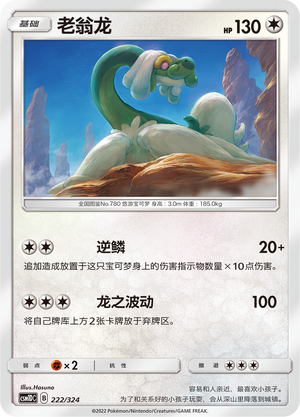 基础
老翁龙
HP 130
全国图鉴No.780 悠游宝可梦 身高：3.0m 体重：185.0kg
逆鳞 20+
追加造成放置于这只宝可梦身上的伤害指示物数量×10点伤害。
龙之波动 100
将自己牌库上方2张卡牌放于弃牌区。
弱点 ×2 抗性 撤退
Illus.Hasuno
CSM1DC B 222/324
容易和人亲近，最喜欢小孩子。
为了和关系好的小孩子玩耍，会从深山里降落到城镇。
©2022 Pokémon/Nintendo/Creatures/GAME FREAK.